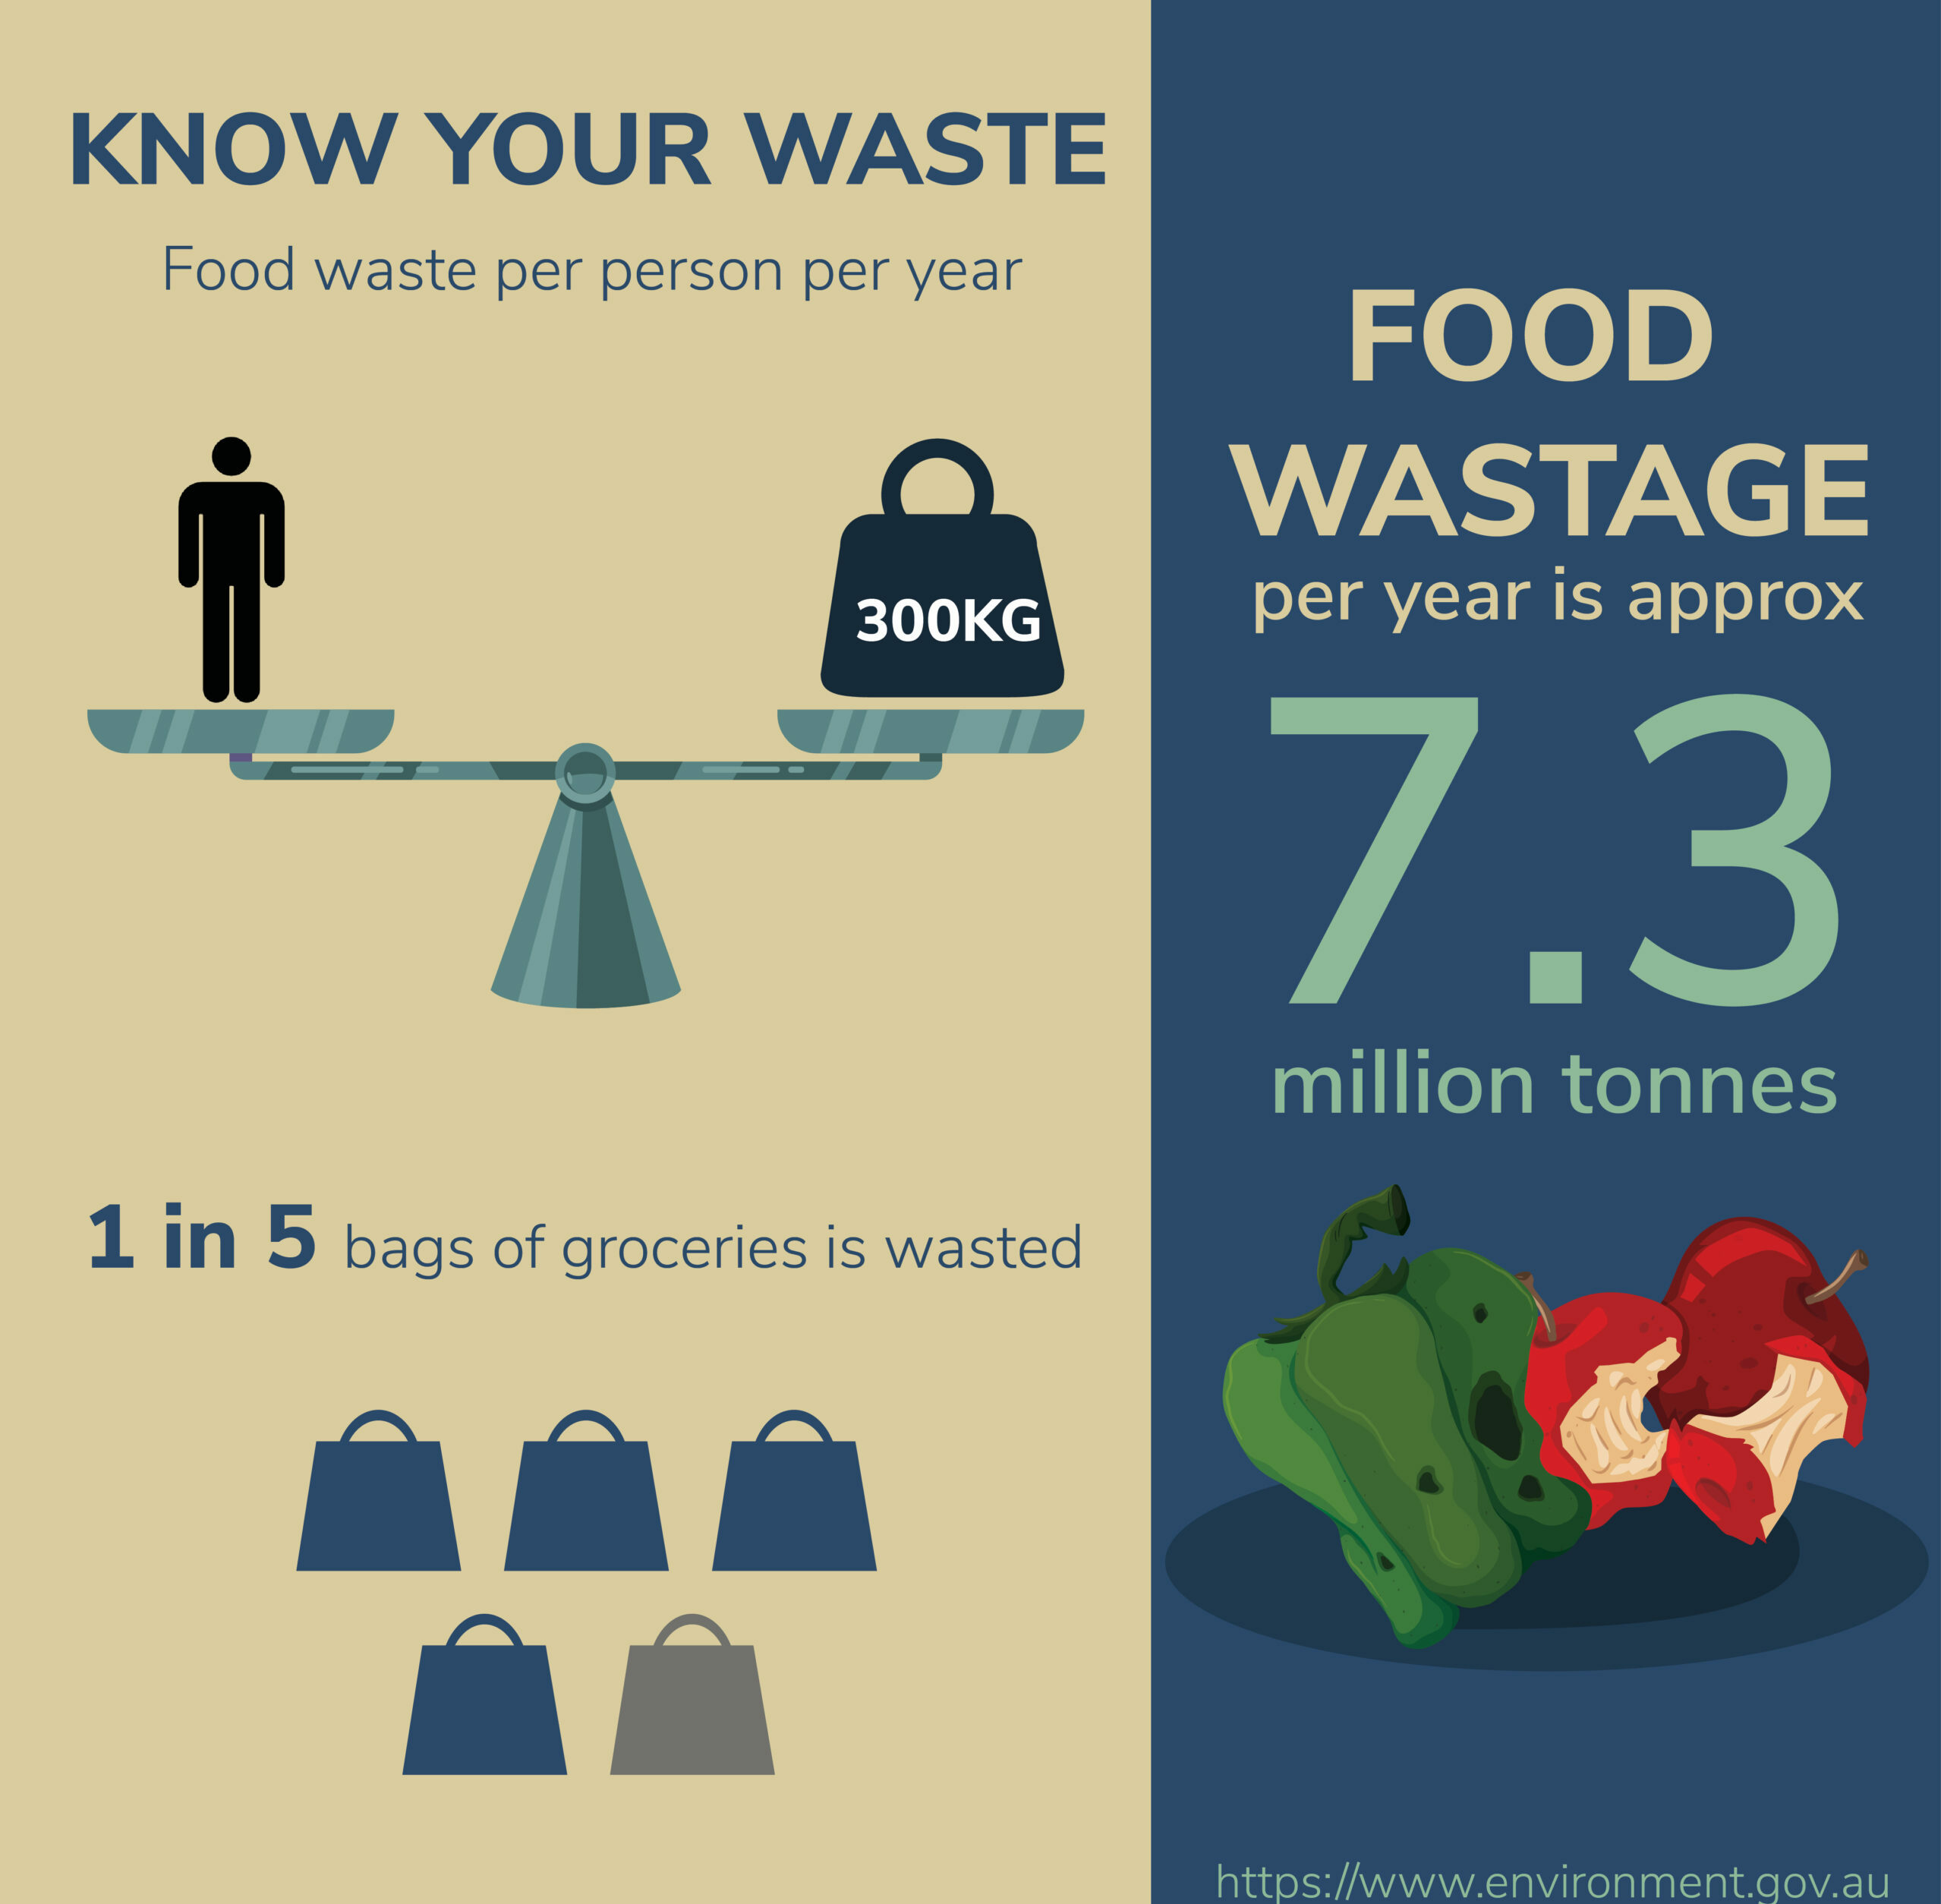 KNOW YOUR WASTE
Food waste per person per year
300KG
1 in 5 bags of groceries is wasted
FOOD
WASTAGE
per year is approx
7.3
million tonnes
https://www.environment.gov.au